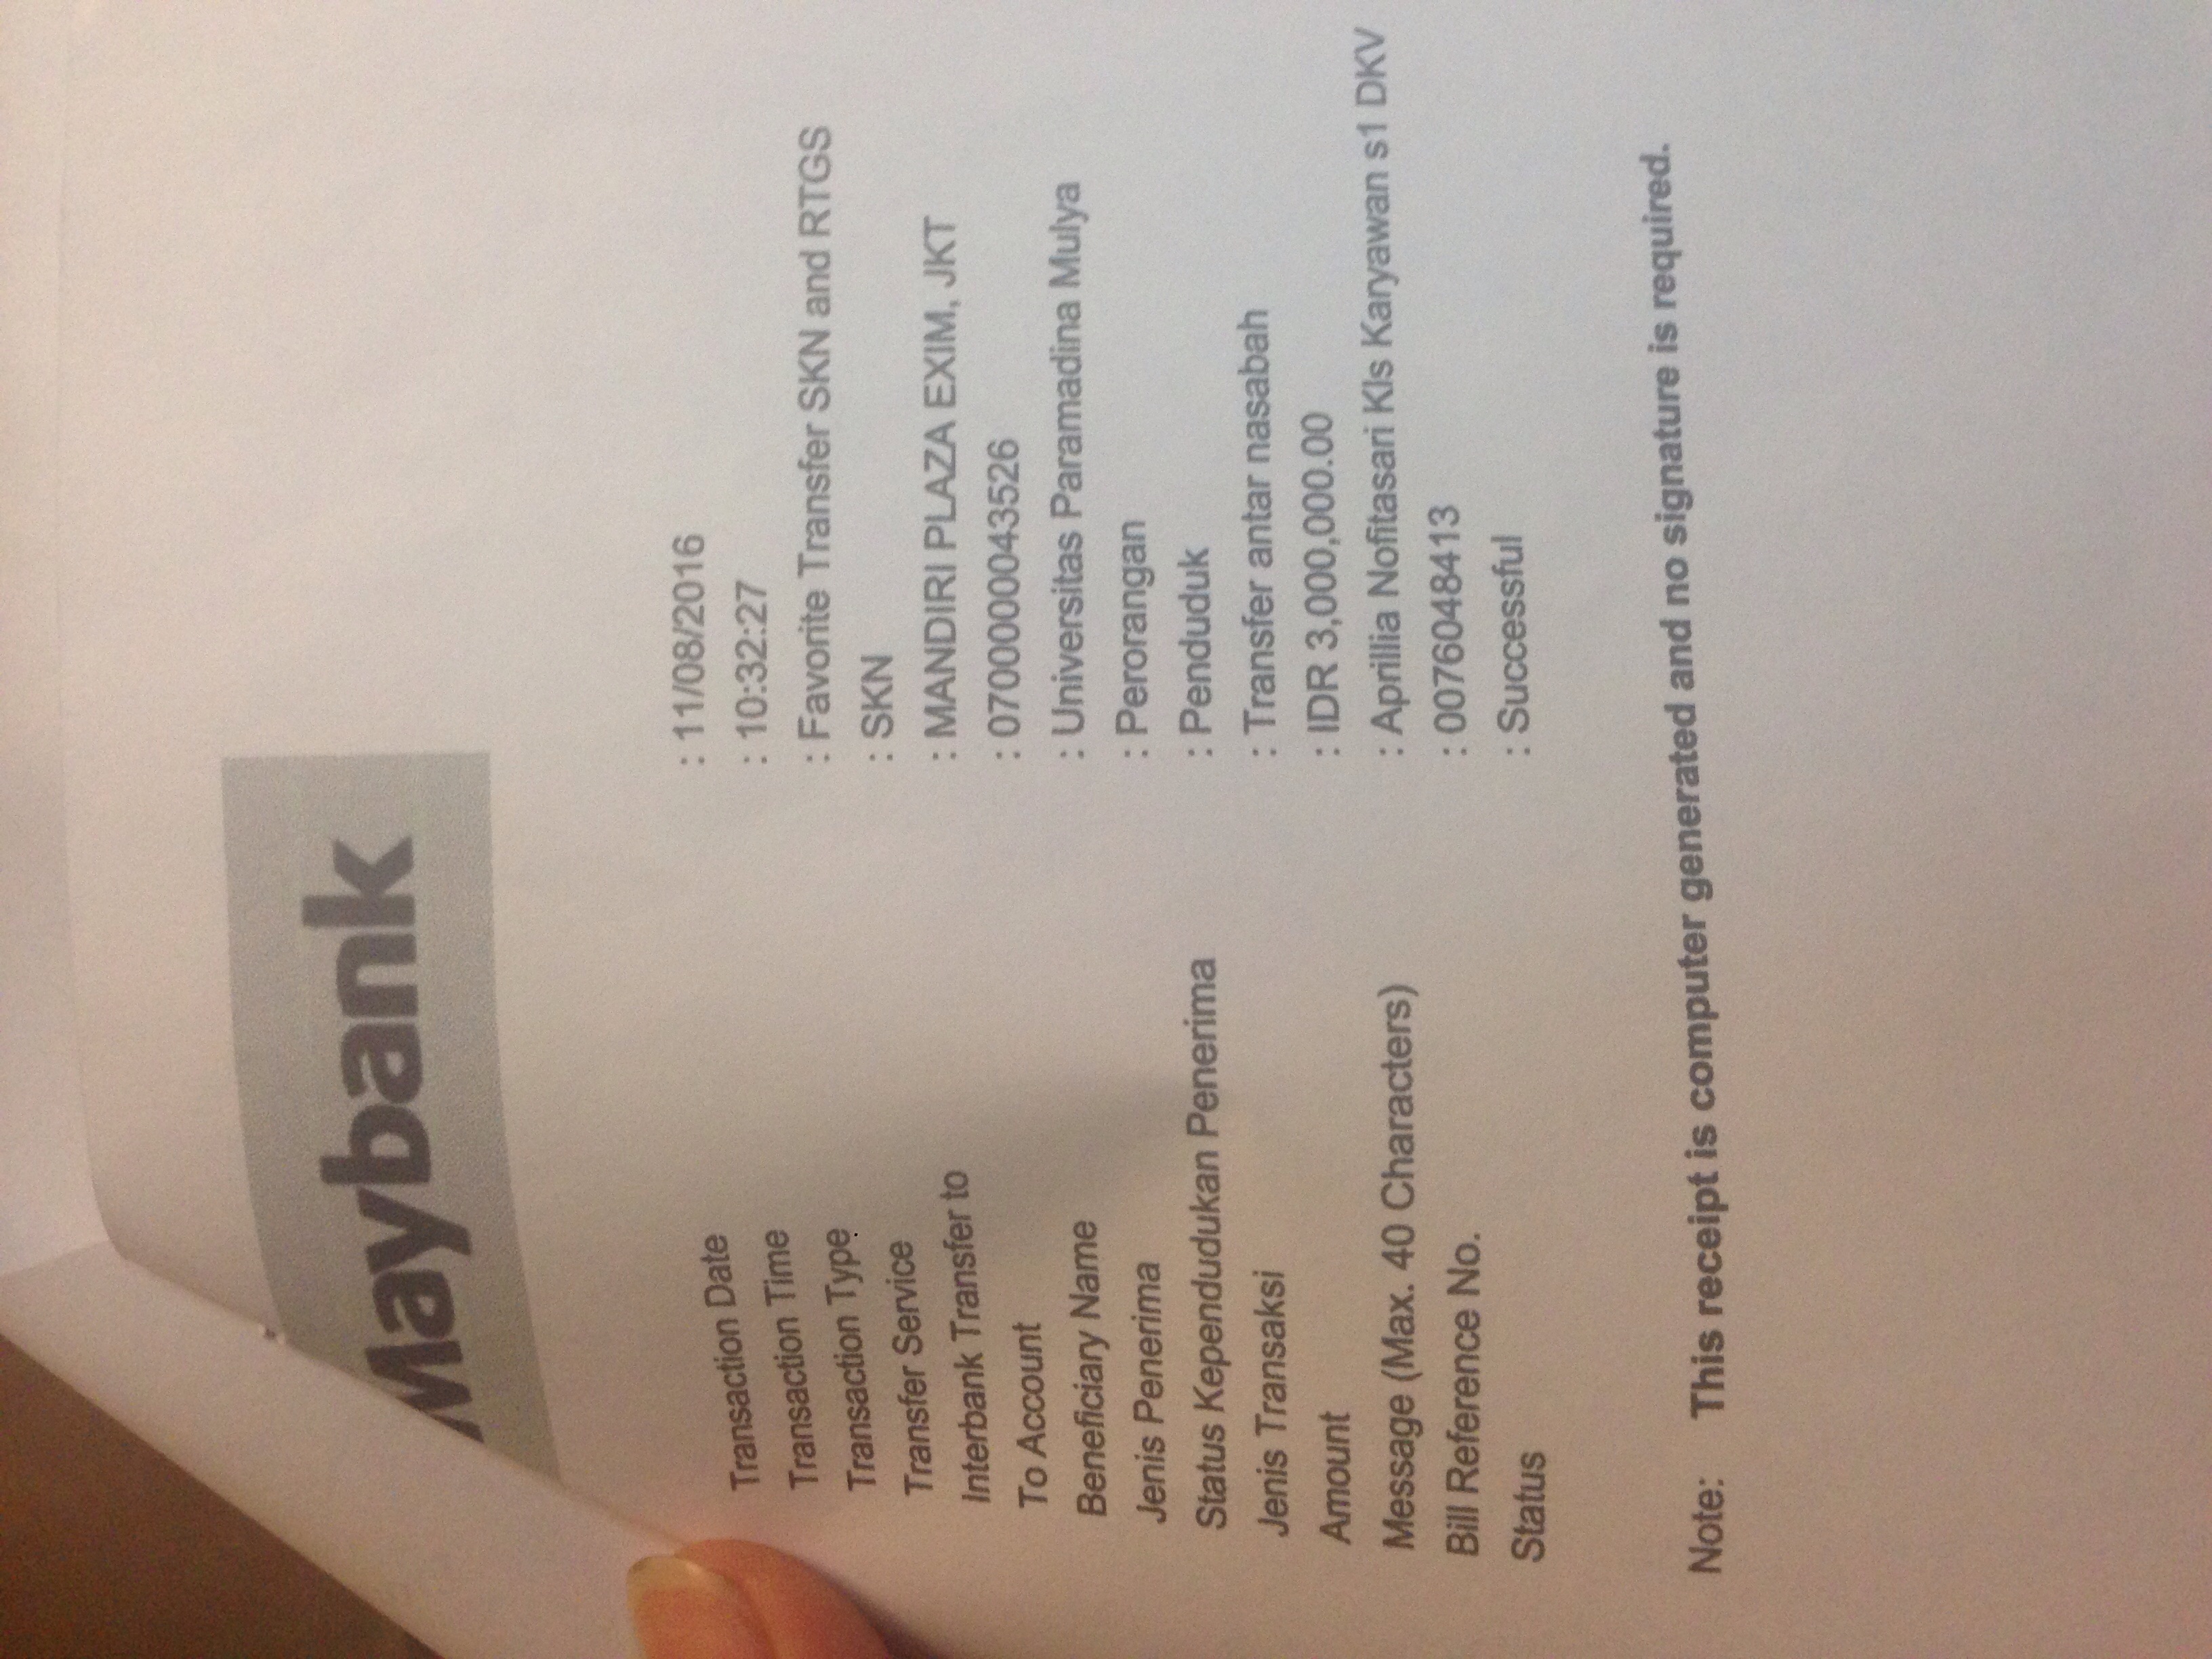 Maybank
Transaction Date : 11/08/2016
Transaction Time : 10:32:27
Transaction Type : Favorite Transfer SKN and RTGS
Transfer Service : SKN
Interbank Transfer to : MANDIRI PLAZA EXIM, JKT
To Account : 0700000043526
Beneficiary Name : Universitas Paramadina Mulya
Jenis Penerima : Perorangan
Status Kependudukan Penerima : Penduduk
Jenis Transaksi : Transfer antar nasabah
Amount : IDR 3,000,000.00
Message (Max. 40 Characters) : Aprillia Nofitasari Kls Karyawan s1 DKV
Bill Reference No. : 0076048413
Status : Successful
Note: This receipt is computer generated and no signature is required.